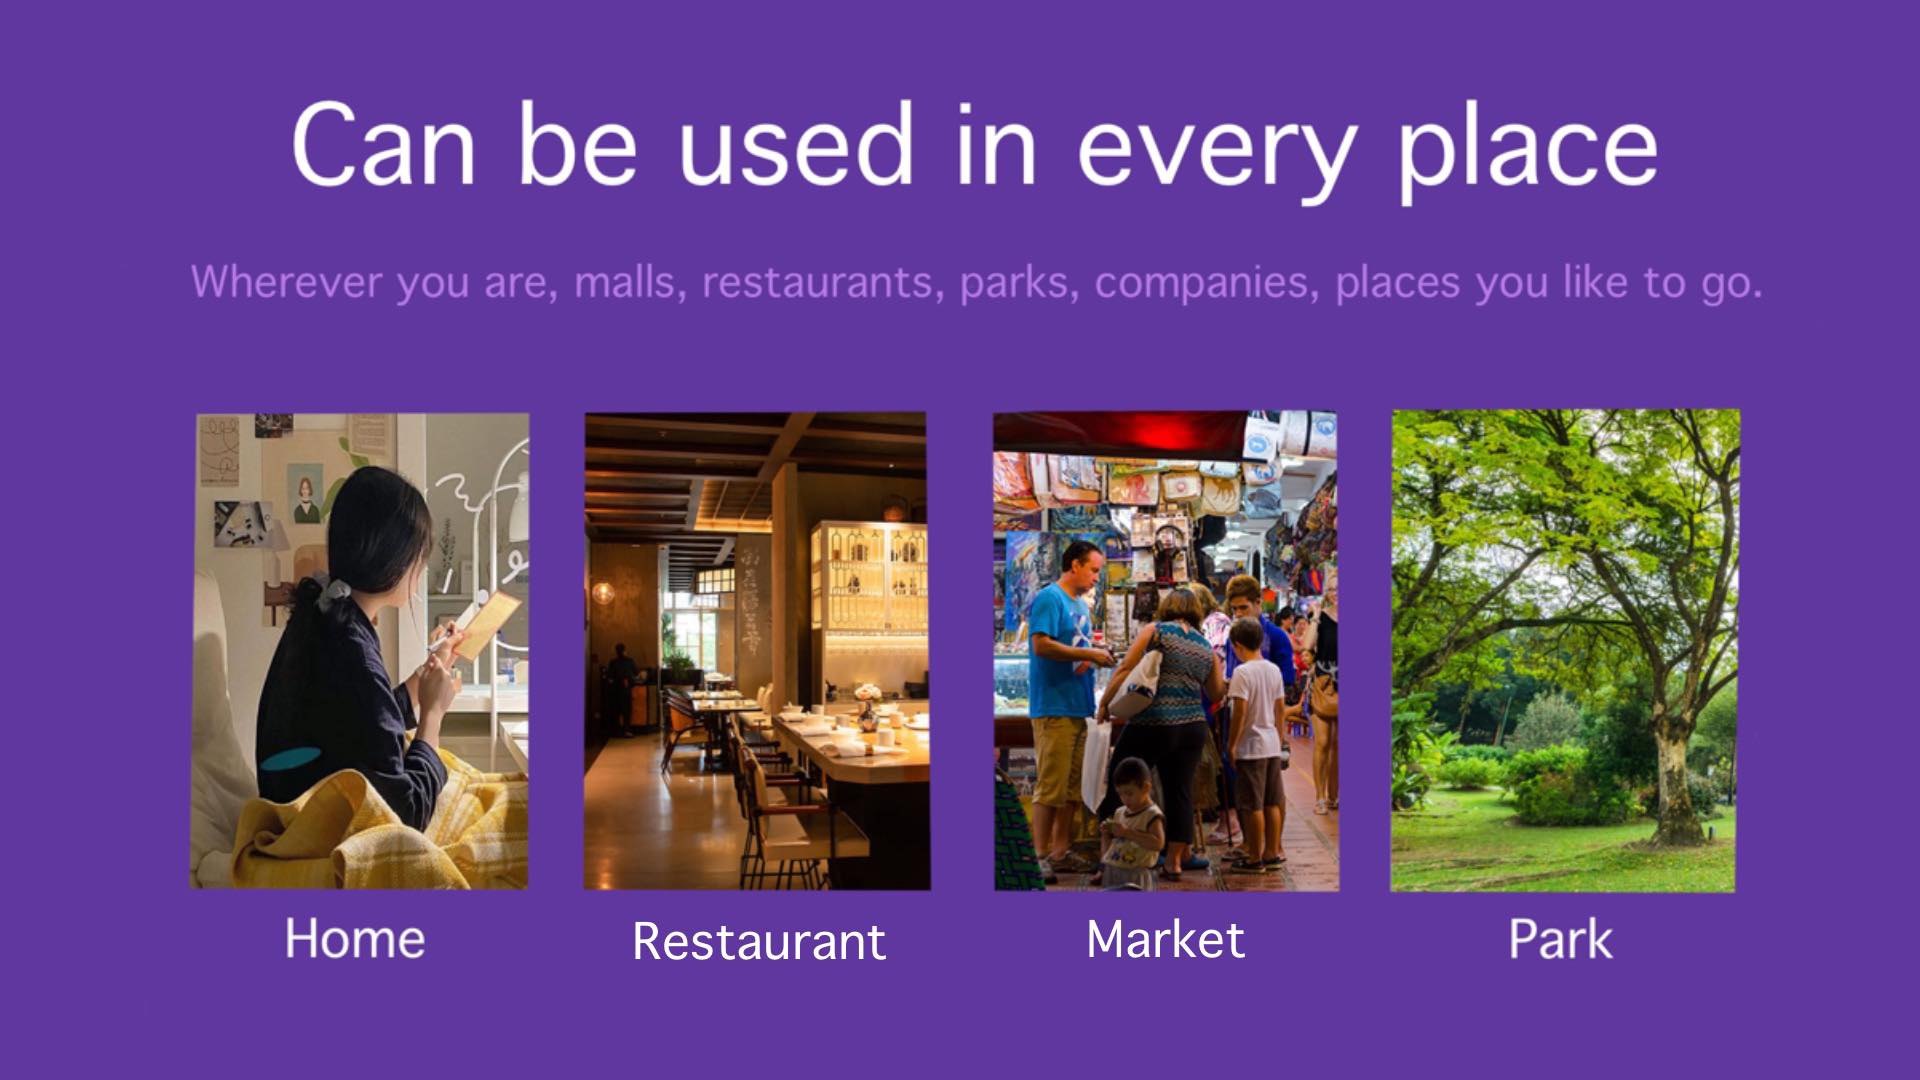 Can be used in every place
Wherever you are, malls, restaurants, parks, companies, places you like to go.
Home
Restaurant
Market
Park